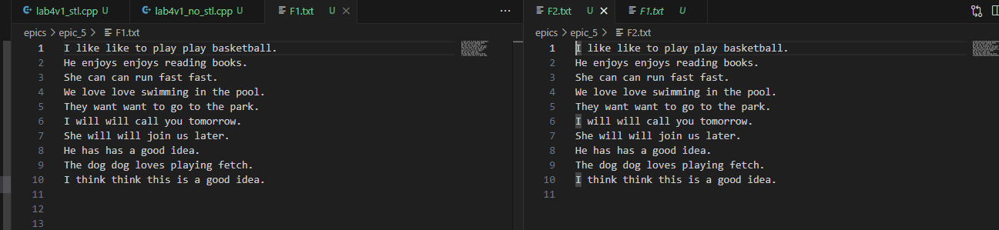 lab4v1_stl.cpp U lab4v1_no_stl.cpp U F1.txt U
epics > epic_5 > F1.txt
1 I like like to play play basketball.
2 He enjoys enjoys reading books.
3 She can can run fast fast.
4 We love love swimming in the pool.
5 They want want to go to the park.
6 I will will call you tomorrow.
7 She will will join us later.
8 He has has a good idea.
9 The dog dog loves playing fetch.
10 I think think this is a good idea.
11
12
13
F2.txt U F1.txt U
epics > epic_5 > F2.txt
1 I like like to play play basketball.
2 He enjoys enjoys reading books.
3 She can can run fast fast.
4 We love love swimming in the pool.
5 They want want to go to the park.
6 I will will call you tomorrow.
7 She will will join us later.
8 He has has a good idea.
9 The dog dog loves playing fetch.
10 I think think this is a good idea.
11